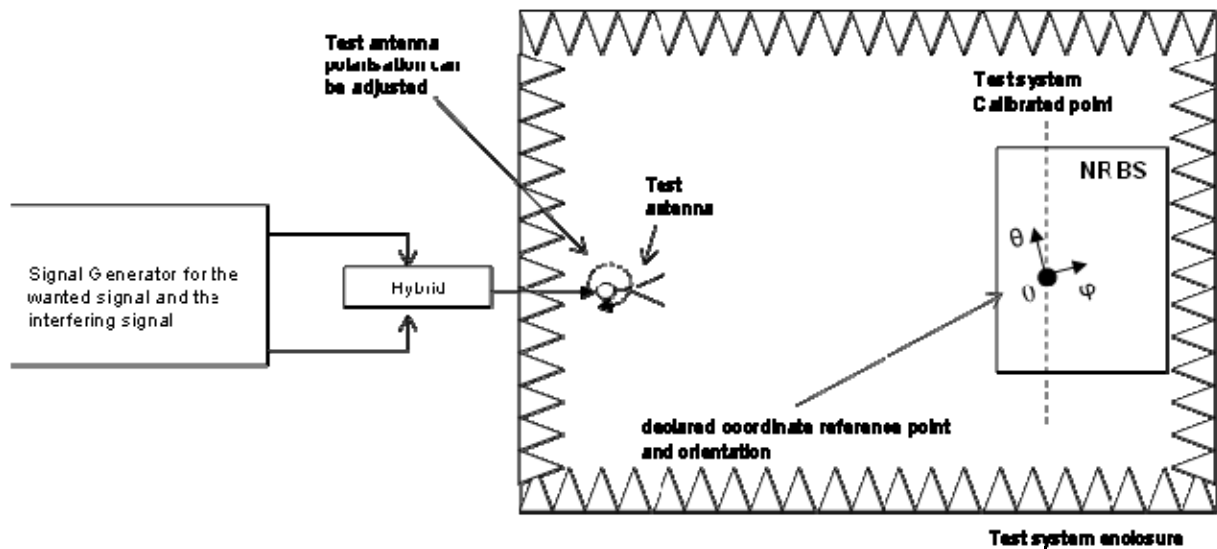 Test antenna
polarisation can
be adjusted
Test system
Calibrated point
NR BS
Test
antenna
θ
0
φ
Signal Generator for the
wanted signal and the
interfering signal
Hybrid
declared coordinate reference point
and orientation
Test system enclosure